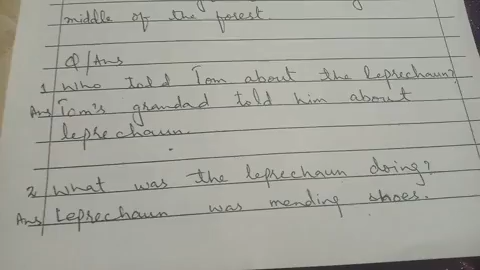 middle of the forest.
Q/Ans
1 Who told Tom about the leprechaun?
Ans Tom's grandad told him about
leprechaun.
2 What was the leprechaun doing?
Ans Leprechaun was mending shoes.